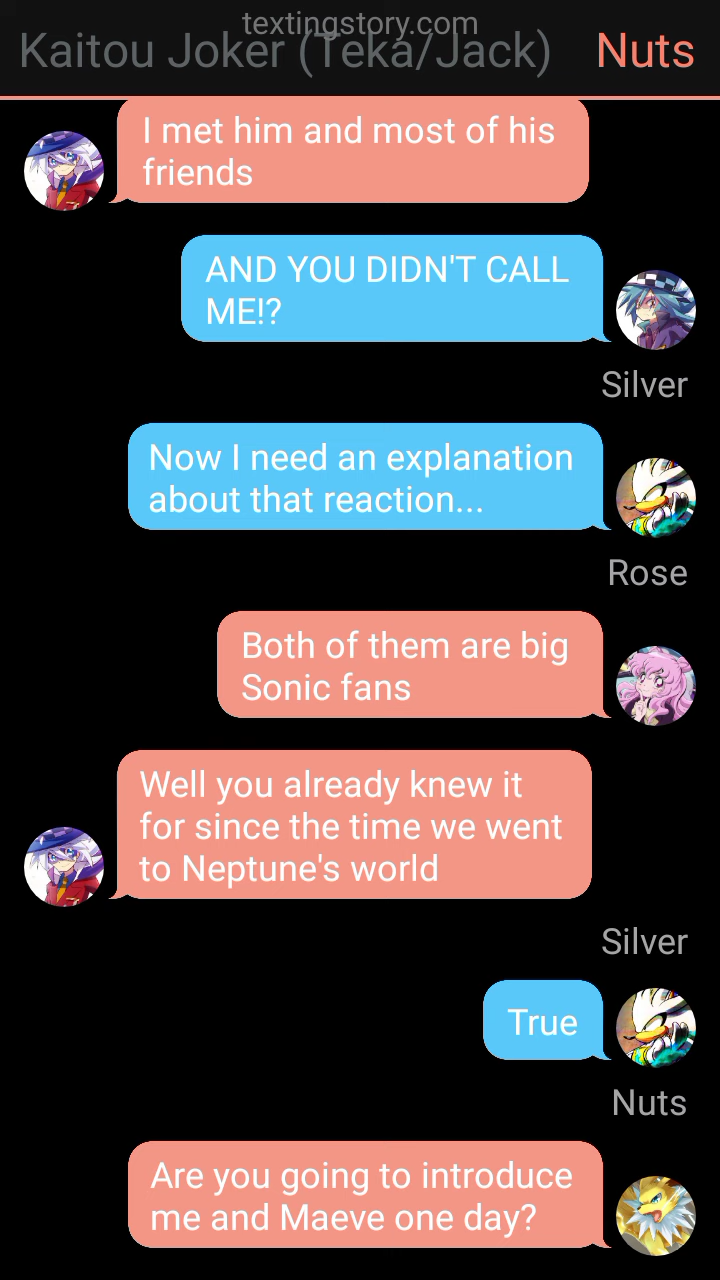 textingstory.com
Kaitou Joker (Teka/Jack) Nuts
I met him and most of his
friends
AND YOU DIDN'T CALL
ME!?
Silver
Now I need an explanation
about that reaction...
Rose
Both of them are big
Sonic fans
Well you already knew it
for since the time we went
to Neptune's world
Silver
True
Nuts
Are you going to introduce
me and Maeve one day?